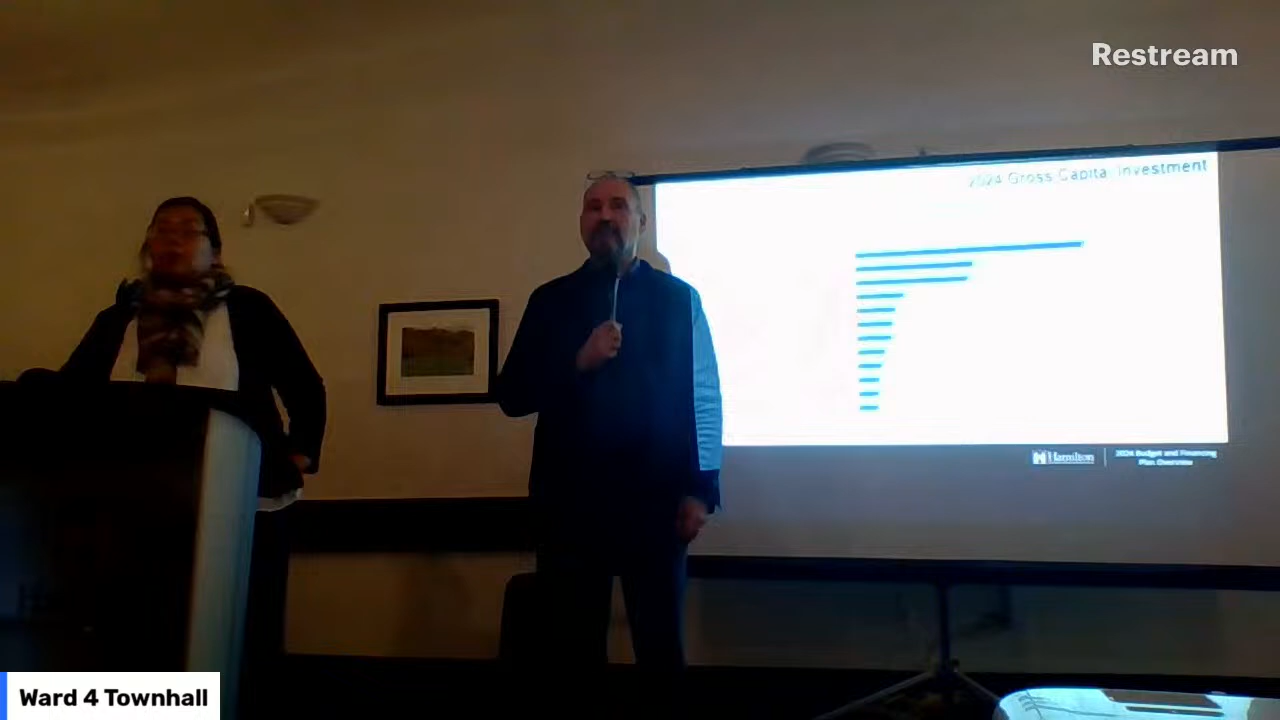 Restream
2024 Gross Capital Investment
Hamilton
2024 Budget and Financing
Plan Overview
Ward 4 Townhall